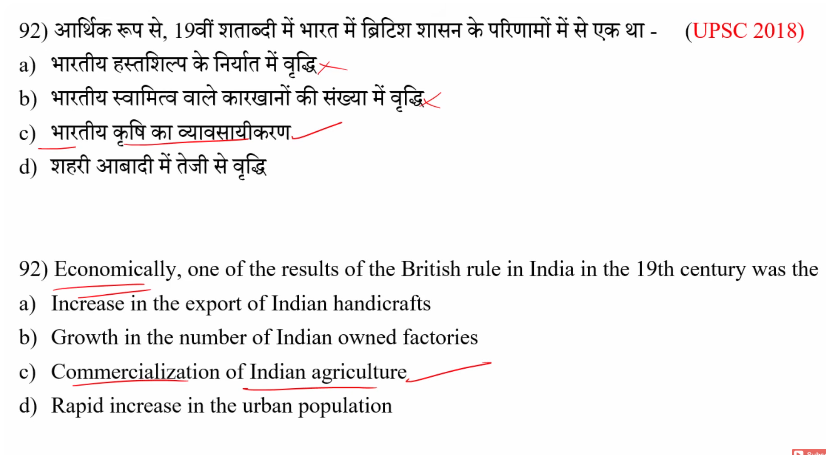 92) आर्थिक रूप से, 19वीं शताब्दी में भारत में ब्रिटिश शासन के परिणामों में से एक था - (UPSC 2018)
a) भारतीय हस्तशिल्प के निर्यात में वृद्धि
b) भारतीय स्वामित्व वाले कारखानों की संख्या में वृद्धि
c) भारतीय कृषि का व्यावसायीकरण
d) शहरी आबादी में तेजी से वृद्धि
92) Economically, one of the results of the British rule in India in the 19th century was the
a) Increase in the export of Indian handicrafts
b) Growth in the number of Indian owned factories
c) Commercialization of Indian agriculture
d) Rapid increase in the urban population